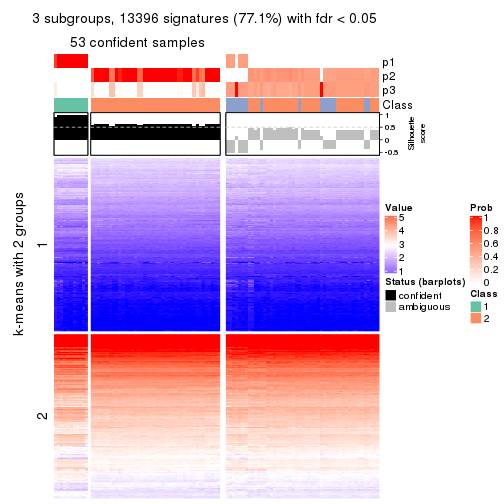 3 subgroups, 13396 signatures (77.1%) with fdr < 0.05
53 confident samples
p1
p2
p3
Class
1
0.5
0
-0.5
Silhouette
score
k-means with 2 groups
1
2
Value
5
4
3
2
1
Status (barplots)
confident
ambiguous
Prob
1
0.8
0.6
0.4
0.2
0
Class
1
2